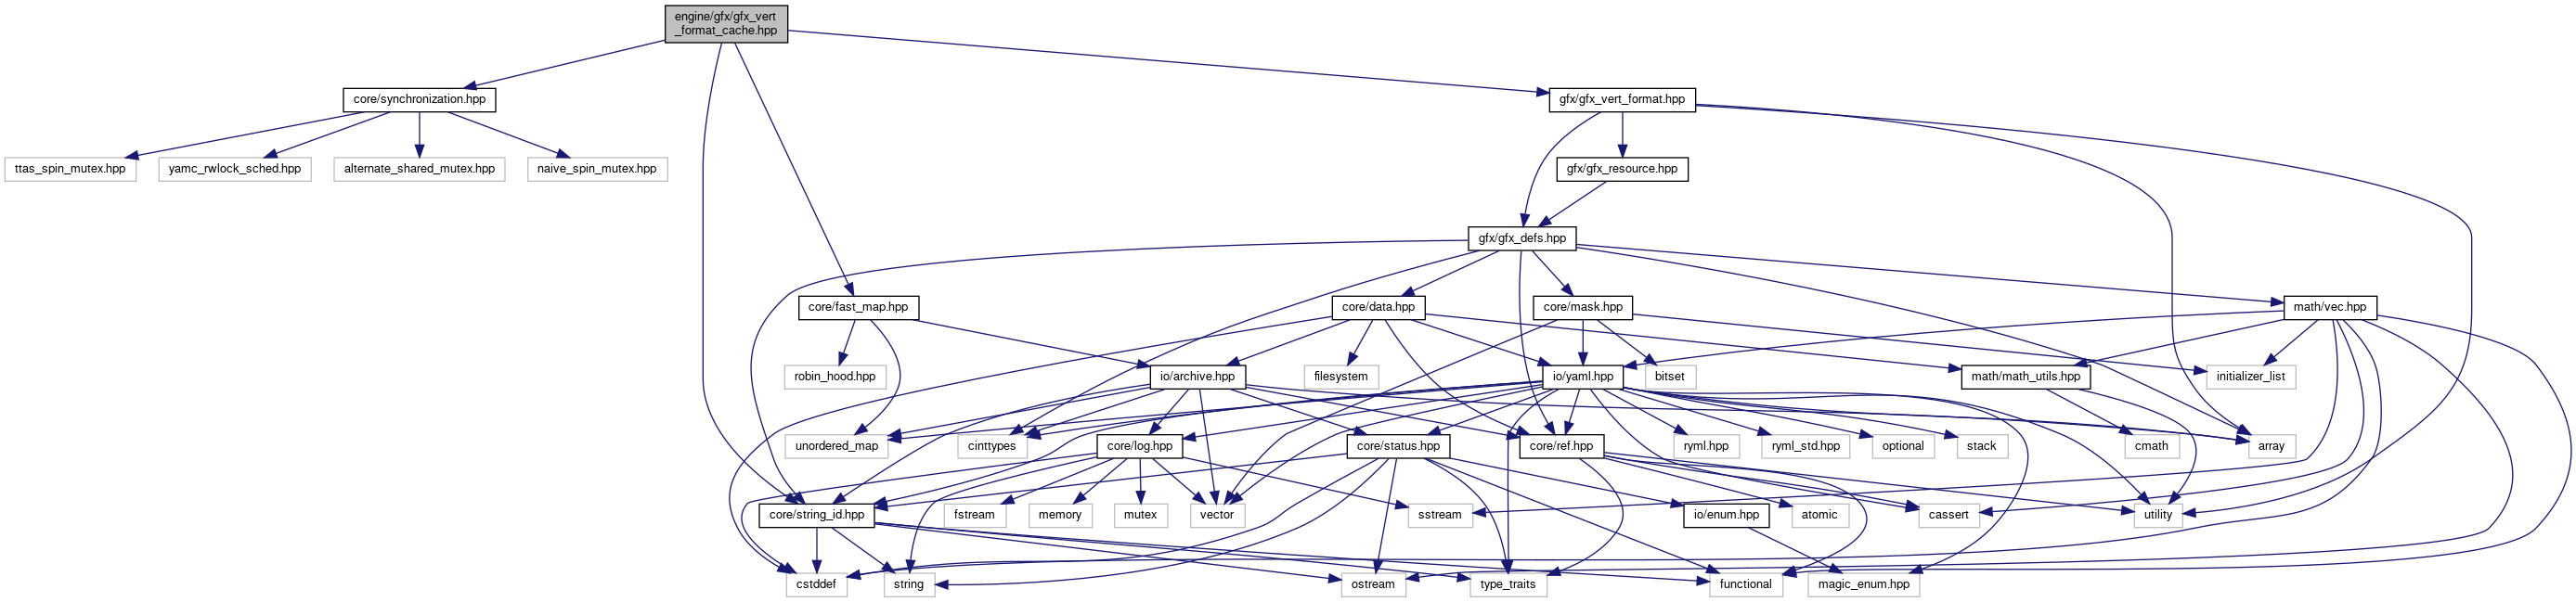 engine/gfx/gfx_vert
_format_cache.hpp
core/synchronization.hpp
gfx/gfx_vert_format.hpp
ttas_spin_mutex.hpp
yamc_rwlock_sched.hpp
alternate_shared_mutex.hpp
naive_spin_mutex.hpp
gfx/gfx_resource.hpp
gfx/gfx_defs.hpp
core/fast_map.hpp
core/data.hpp
core/mask.hpp
math/vec.hpp
robin_hood.hpp
io/archive.hpp
filesystem
io/yaml.hpp
bitset
math/math_utils.hpp
initializer_list
unordered_map
cinttypes
core/log.hpp
core/status.hpp
core/ref.hpp
ryml.hpp
ryml_std.hpp
optional
stack
cmath
array
core/string_id.hpp
fstream
memory
mutex
vector
sstream
io/enum.hpp
atomic
cassert
utility
cstddef
string
ostream
type_traits
functional
magic_enum.hpp